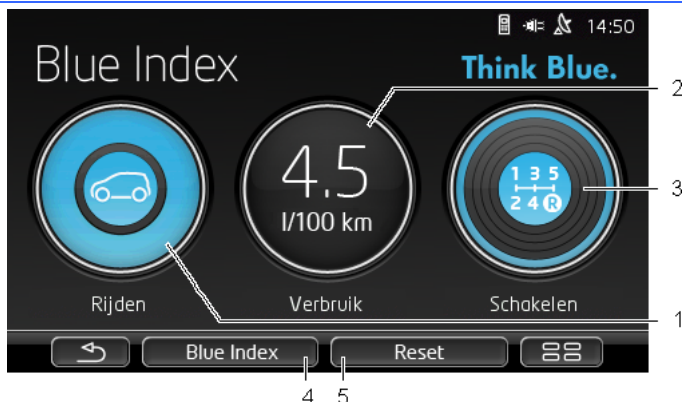 14:50
Blue Index
Think Blue.
2
4.5
l/100 km
1 3 5
2 4 R
3
Rijden
Verbruik
Schakelen
1
Blue Index
Reset
4
5